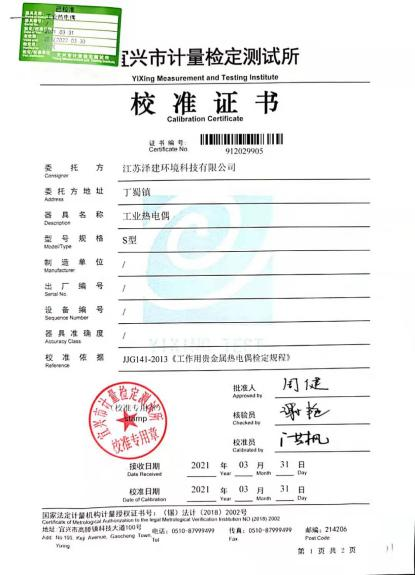 已校准
工业热电偶
2021 03 31
2022 03 30
宜兴市计量检定测试所
YiXing Measurement and Testing Institute
校准证书
Calibration Certificate
证书编号:
Certificate No.
912029905
委托方
Consignor
江苏泽建环境科技有限公司
委托方地址
Address
丁蜀镇
器具名称
Description
工业热电偶
型号规格
Model/Type
S型
制造单位
Manufacturer
/
出厂编号
Serial No.
/
设备编号
Sequence Number
/
器具准确度
Accuracy Class
/
YIXING TEST
校准依据
Reference
JJG141-2013《工作用贵金属热电偶检定规程》
宜兴市计量检定测试所
(校准专用章)
stamp
校准专用章
批准人
Approved by
周健
核验员
Checked by
校准员
Calibrated by
接收日期
Received Date
2021 年 03 月 31 日
Year Month Day
校准日期
Date of Calibration
2021 年 03 月 31 日
Year Month Day
国家法定计量检定机构计量授权证书号:(锡)法计(2018)2002号
Certificate of Metrological Authorization to the legal Metrological Verification Institution NO (2018) 2002
地址:宜兴市高塍镇科技大道100号 电话:0510-87999499 传真:0510-87999499 邮编:214206
Add: No 100, Keji Avenue, Gaocheng Town, Tel. Fax Post Code:
Yixing
第 1 页 共 2 页